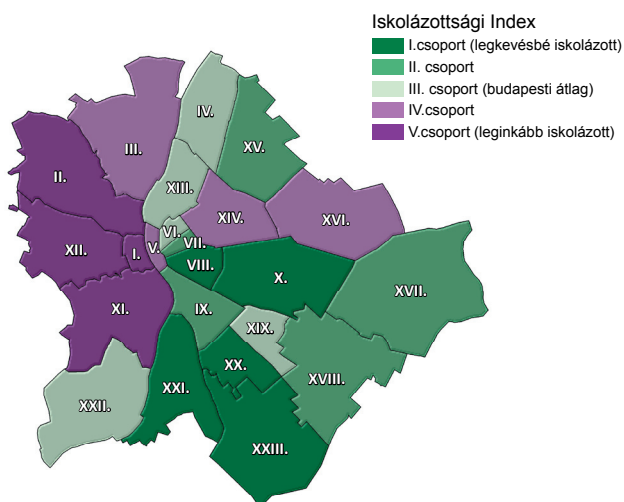 Iskolázottsági Index
I.csoport (legkevésbé iskolázott)
II. csoport
III. csoport (budapesti átlag)
IV.csoport
V.csoport (leginkább iskolázott)
IV.
III.
XV.
II.
XIII.
XIV.
XVI.
VI.
VII.
XII.
I.
V.
VIII.
X.
XVII.
XI.
IX.
XIX.
XX.
XVIII.
XXI.
XXII.
XXIII.